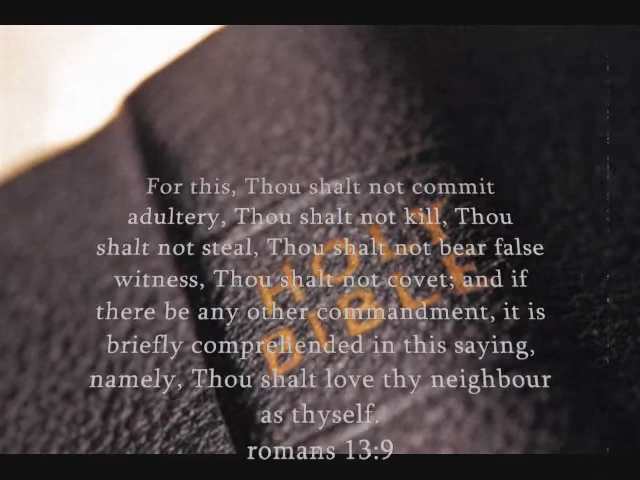 For this, Thou shalt not commit
adultery, Thou shalt not kill, Thou
shalt not steal, Thou shalt not bear false
witness, Thou shalt not covet; and if
there be any other commandment, it is
briefly comprehended in this saying,
namely, Thou shalt love thy neighbour
as thyself.
romans 13:9
HOLY
BIBLE